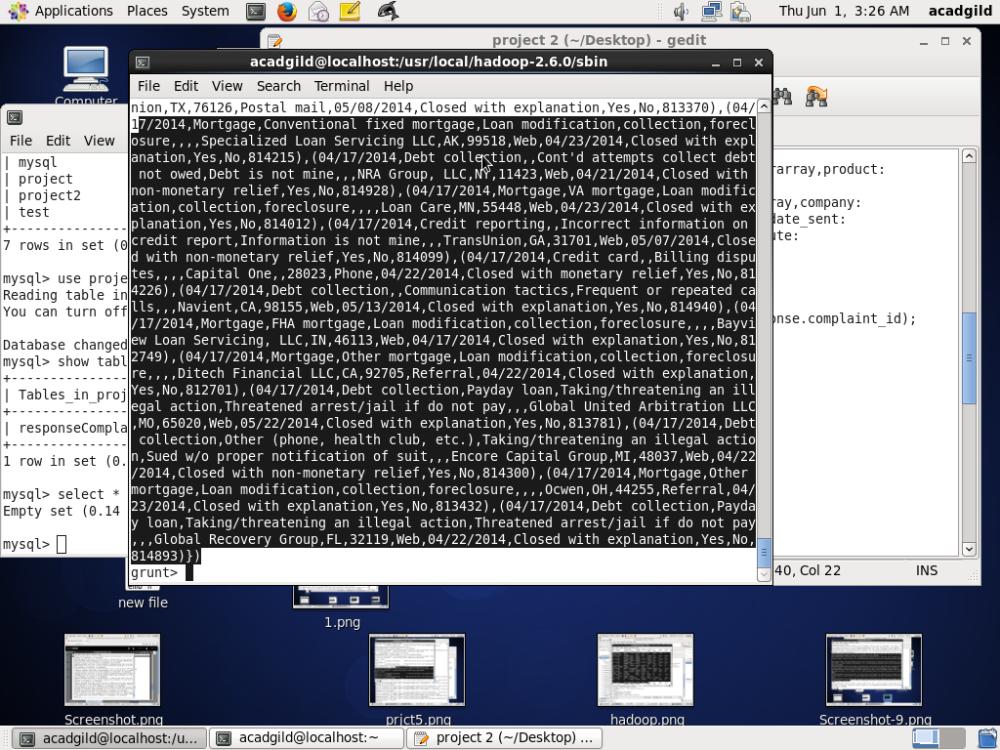 Applications Places System Thu Jun 1, 3:26 AM acadgild
Computer
project 2 (~/Desktop) - gedit
acadgild@localhost:/usr/local/hadoop-2.6.0/sbin
File Edit View Search Terminal Help
nion,TX,76126,Postal mail,05/08/2014,Closed with explanation,Yes,No,813370),(04/
17/2014,Mortgage,Conventional fixed mortgage,Loan modification,collection,forecl
osure,,,,Specialized Loan Servicing LLC,AK,99518,Web,04/23/2014,Closed with expl
anation,Yes,No,814215),(04/17/2014,Debt collection,,Cont'd attempts collect debt
not owed,Debt is not mine,,,NRA Group, LLC,NY,11423,Web,04/21/2014,Closed with
non-monetary relief,Yes,No,814928),(04/17/2014,Mortgage,VA mortgage,Loan modific
ation,collection,foreclosure,,,,Loan Care,MN,55448,Web,04/23/2014,Closed with ex
planation,Yes,No,814012),(04/17/2014,Credit reporting,,Incorrect information on
credit report,Information is not mine,,,TransUnion,GA,31701,Web,05/07/2014,Close
d with non-monetary relief,Yes,No,814099),(04/17/2014,Credit card,,Billing dispu
tes,,,,Capital One,,28023,Phone,04/22/2014,Closed with monetary relief,Yes,No,81
4226),(04/17/2014,Debt collection,,Communication tactics,Frequent or repeated ca
lls,,,Navient,CA,98155,Web,05/13/2014,Closed with explanation,Yes,No,814940),(04
/17/2014,Mortgage,FHA mortgage,Loan modification,collection,foreclosure,,,,Bayvi
ew Loan Servicing, LLC,IN,46113,Web,04/17/2014,Closed with explanation,Yes,No,81
2749),(04/17/2014,Mortgage,Other mortgage,Loan modification,collection,foreclosu
re,,,,Ditech Financial LLC,CA,92705,Referral,04/22/2014,Closed with explanation,
Yes,No,812701),(04/17/2014,Debt collection,Payday loan,Taking/threatening an ill
egal action,Threatened arrest/jail if do not pay,,,Global United Arbitration LLC
,MO,65020,Web,05/22/2014,Closed with explanation,Yes,No,813781),(04/17/2014,Debt
collection,Other (phone, health club, etc.),Taking/threatening an illegal actio
n,Sued w/o proper notification of suit,,,Encore Capital Group,MI,48037,Web,04/22
/2014,Closed with non-monetary relief,Yes,No,814300),(04/17/2014,Mortgage,Other
mortgage,Loan modification,collection,foreclosure,,,,Ocwen,OH,44255,Referral,04/
23/2014,Closed with explanation,Yes,No,813432),(04/17/2014,Debt collection,Payda
y loan,Taking/threatening an illegal action,Threatened arrest/jail if do not pay
,,,Global Recovery Group,FL,32119,Web,04/22/2014,Closed with explanation,Yes,No,
814893)})
grunt>
File Edit View
| mysql
| project
| project2
| test
+-----------
7 rows in set (0
mysql> use proje
Reading table in
You can turn off
Database changed
mysql> show tabl
+-----------
| Tables_in_proj
+-----------
| responseCompla
+-----------
1 row in set (0.
mysql> select *
Empty set (0.14
mysql>
array,product:
ray,company:
date_sent:
ute:
onse.complaint_id);
40, Col 22 INS
new file
1.png
Screenshot.png
prjct5.png
hadoop.png
Screenshot-9.png
acadgild@localhost:/u... acadgild@localhost:~ project 2 (~/Desktop) ...